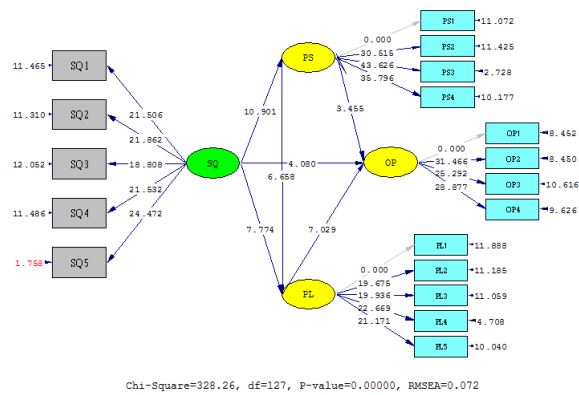 PS1
11.072
0.000
PS2
11.425
30.515
11.465
SQ1
PS
43.626
PS3
2.728
35.796
PS4
10.177
10.901
3.455
11.310
SQ2
21.506
21.862
OP1
8.452
0.000
12.052
SQ3
18.808
SQ
4.080
OP
31.466
OP2
8.450
6.658
25.292
OP3
10.616
21.532
28.877
OP4
9.626
11.486
SQ4
24.472
7.774
7.029
PL1
11.888
1.758
SQ5
0.000
PL2
11.185
19.675
PL
19.936
PL3
11.059
22.669
PL4
4.708
21.171
PL5
10.040
Chi-Square=328.26, df=127, P-value=0.00000, RMSEA=0.072